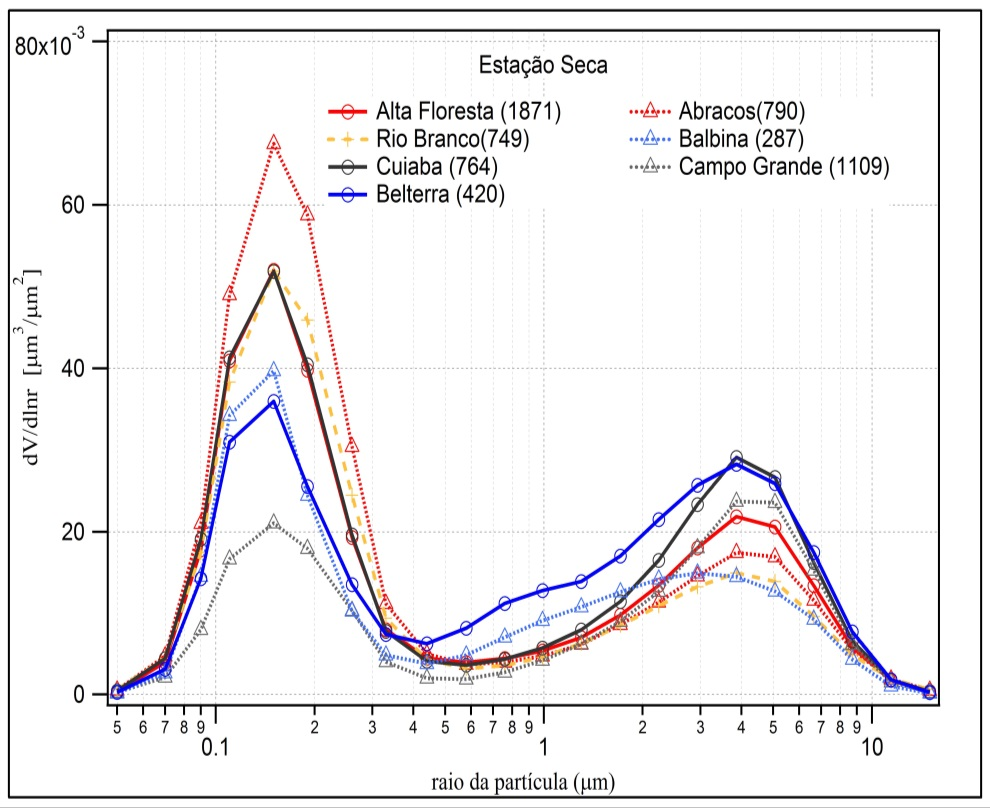 80x10⁻³
Estação Seca
Alta Floresta (1871)
Rio Branco(749)
Cuiaba (764)
Belterra (420)
Abracos(790)
Balbina (287)
Campo Grande (1109)
60
40
20
0
dV/dlnr [μm³/μm²]
5 6 7 8 9 2 3 4 5 6 7 8 9 2 3 4 5 6 7 8 9
0.1 1 10
raio da partícula (μm)